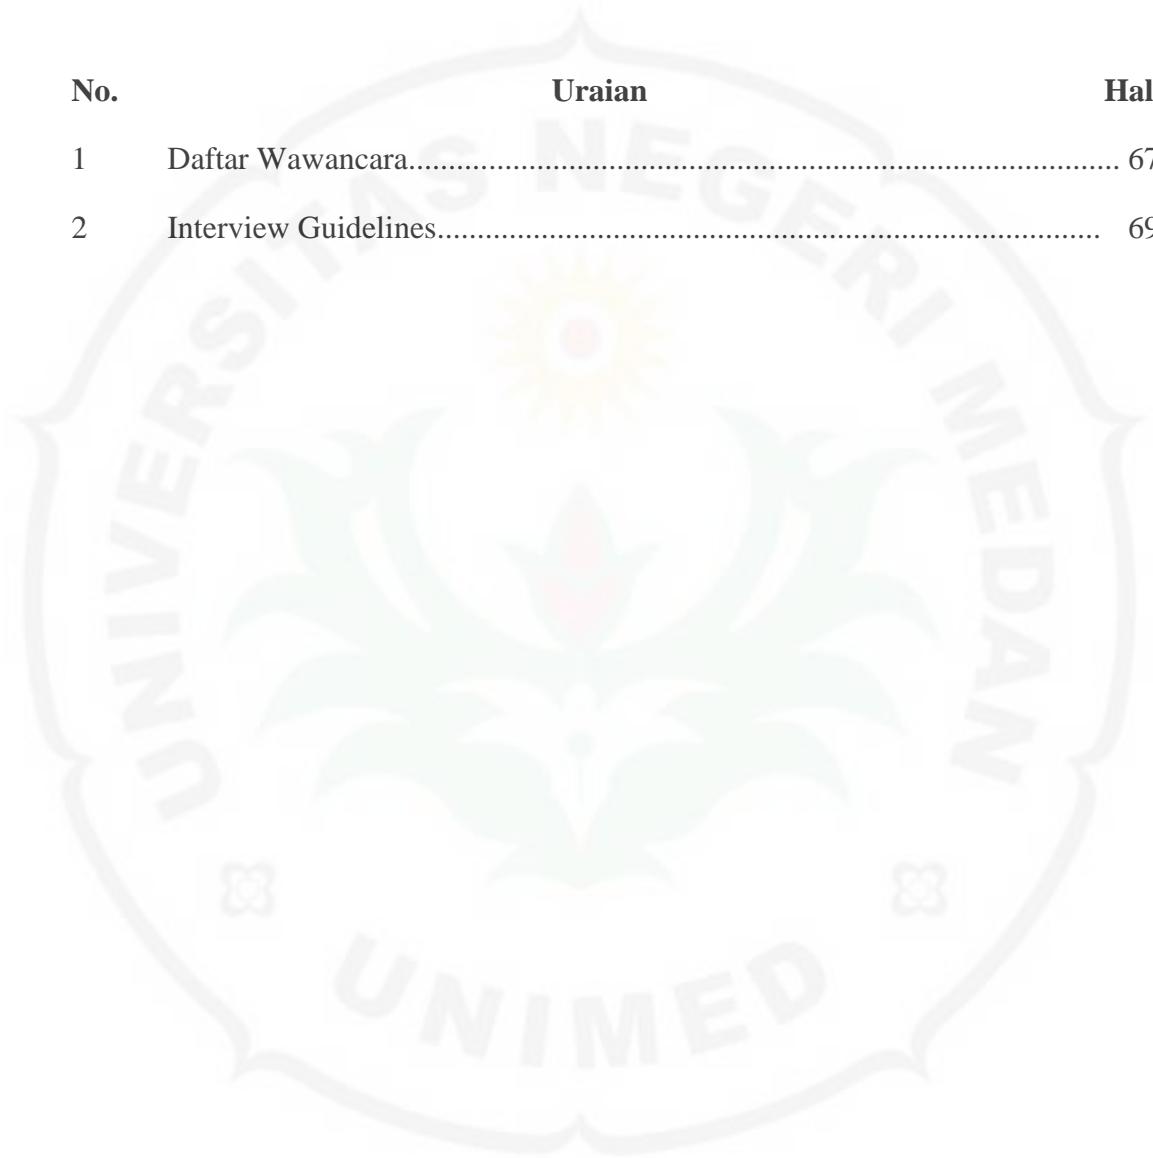 No. Uraian Hal
1 Daftar Wawancara........................................................................................ 67
2 Interview Guidelines................................................................................... 69
UNIVERSITAS NEGERI MEDAN
UNIMED